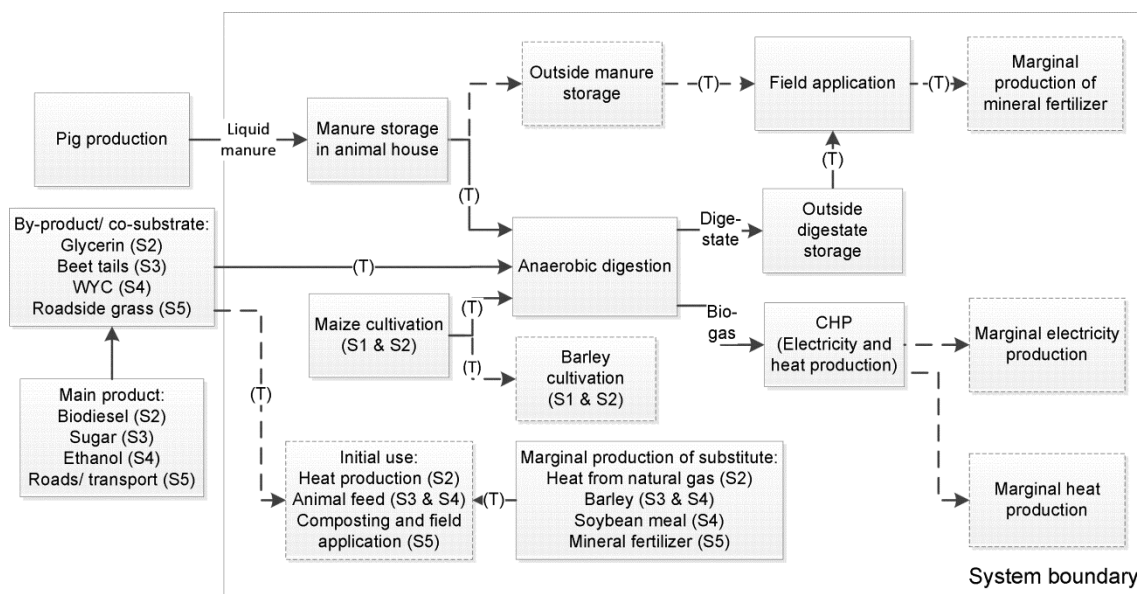 Outside manure
storage
(T)
Field application
(T)
Marginal
production of
mineral fertilizer
Pig production
Liquid
manure
Manure storage
in animal house
(T)
(T)
By-product/ co-substrate:
Glycerin (S2)
Beet tails (S3)
WYC (S4)
Roadside grass (S5)
(T)
Anaerobic digestion
Dige-
state
Outside
digestate
storage
Maize cultivation
(S1 & S2)
(T)
(T)
Bio-
gas
CHP
(Electricity and
heat production)
Marginal electricity
production
Barley
cultivation
(S1 & S2)
Main product:
Biodiesel (S2)
Sugar (S3)
Ethanol (S4)
Roads/ transport (S5)
(T)
Initial use:
Heat production (S2)
Animal feed (S3 & S4)
Composting and field
application (S5)
(T)
Marginal production of substitute:
Heat from natural gas (S2)
Barley (S3 & S4)
Soybean meal (S4)
Mineral fertilizer (S5)
Marginal heat
production
System boundary